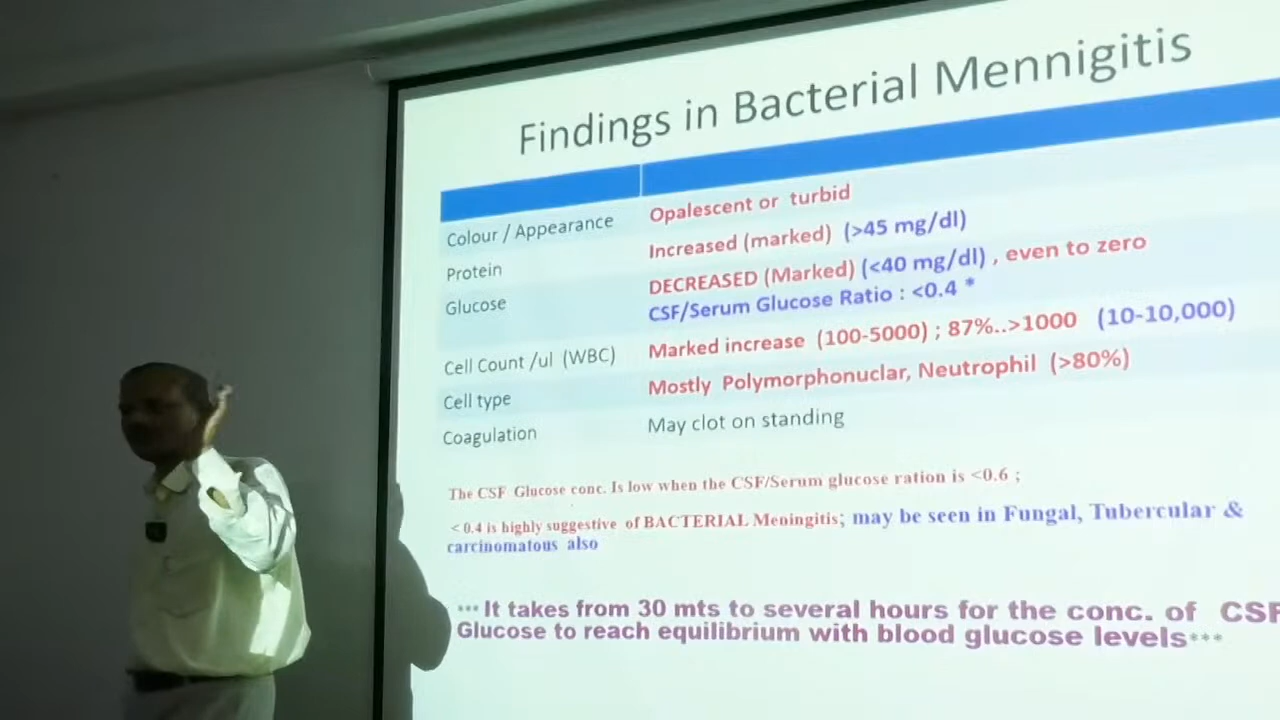 Findings in Bacterial Mennigitis
Colour / Appearance Opalescent or turbid
Protein Increased (marked) (>45 mg/dl)
Glucose DECREASED (Marked) (<40 mg/dl) , even to zero
CSF/Serum Glucose Ratio : <0.4 *
Cell Count /ul (WBC) Marked increase (100-5000) ; 87%..>1000 (10-10,000)
Cell type Mostly Polymorphonuclar, Neutrophil (>80%)
Coagulation May clot on standing
The CSF Glucose conc. Is low when the CSF/Serum glucose ration is <0.6 ;
< 0.4 is highly suggestive of BACTERIAL Meningitis; may be seen in Fungal, Tubercular &
carcinomatous also
***It takes from 30 mts to several hours for the conc. of CSF
Glucose to reach equilibrium with blood glucose levels***